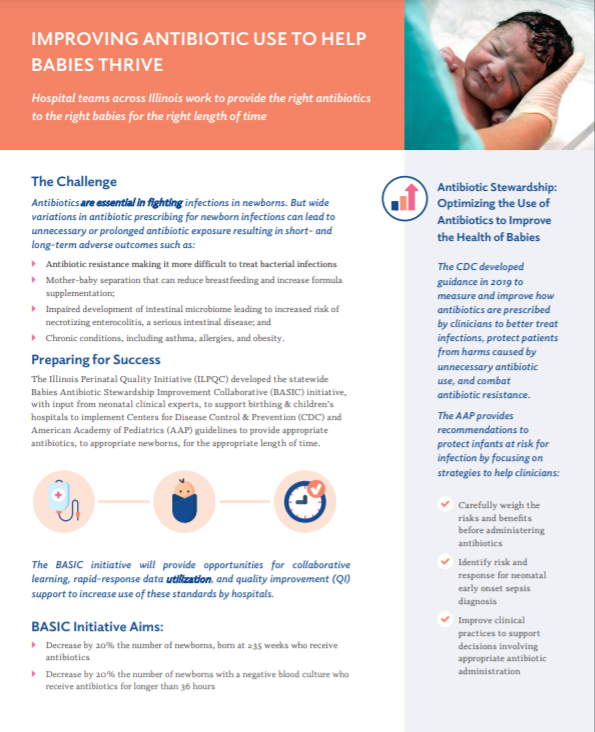 IMPROVING ANTIBIOTIC USE TO HELP
BABIES THRIVE
Hospital teams across Illinois work to provide the right antibiotics
to the right babies for the right length of time
The Challenge
Antibiotics are essential in fighting infections in newborns. But wide
variations in antibiotic prescribing for newborn infections can lead to
unnecessary or prolonged antibiotic exposure resulting in short- and
long-term adverse outcomes such as:
Antibiotic resistance making it more difficult to treat bacterial infections
Mother-baby separation that can reduce breastfeeding and increase formula
supplementation;
Impaired development of intestinal microbiome leading to increased risk of
necrotizing enterocolitis, a serious intestinal disease; and
Chronic conditions, including asthma, allergies, and obesity.
Preparing for Success
The Illinois Perinatal Quality Initiative (ILPQC) developed the statewide
Babies Antibiotic Stewardship Improvement Collaborative (BASIC) initiative,
with input from neonatal clinical experts, to support birthing & children's
hospitals to implement Centers for Disease Control & Prevention (CDC) and
American Academy of Pediatrics (AAP) guidelines to provide appropriate
antibiotics, to appropriate newborns, for the appropriate length of time.
The BASIC initiative will provide opportunities for collaborative
learning, rapid-response data utilization, and quality improvement (QI)
support to increase use of these standards by hospitals.
BASIC Initiative Aims:
Decrease by 20% the number of newborns, born at ≥35 weeks who receive
antibiotics
Decrease by 20% the number of newborns with a negative blood culture who
receive antibiotics for longer than 36 hours
Antibiotic Stewardship:
Optimizing the Use of
Antibiotics to Improve
the Health of Babies
The CDC developed
guidance in 2019 to
measure and improve how
antibiotics are prescribed
by clinicians to better treat
infections, protect patients
from harms caused by
unnecessary antibiotic
use, and combat
antibiotic resistance.
The AAP provides
recommendations to
protect infants at risk for
infection by focusing on
strategies to help clinicians:
Carefully weigh the
risks and benefits
before administering
antibiotics
Identify risk and
response for neonatal
early onset sepsis
diagnosis
Improve clinical
practices to support
decisions involving
appropriate antibiotic
administration